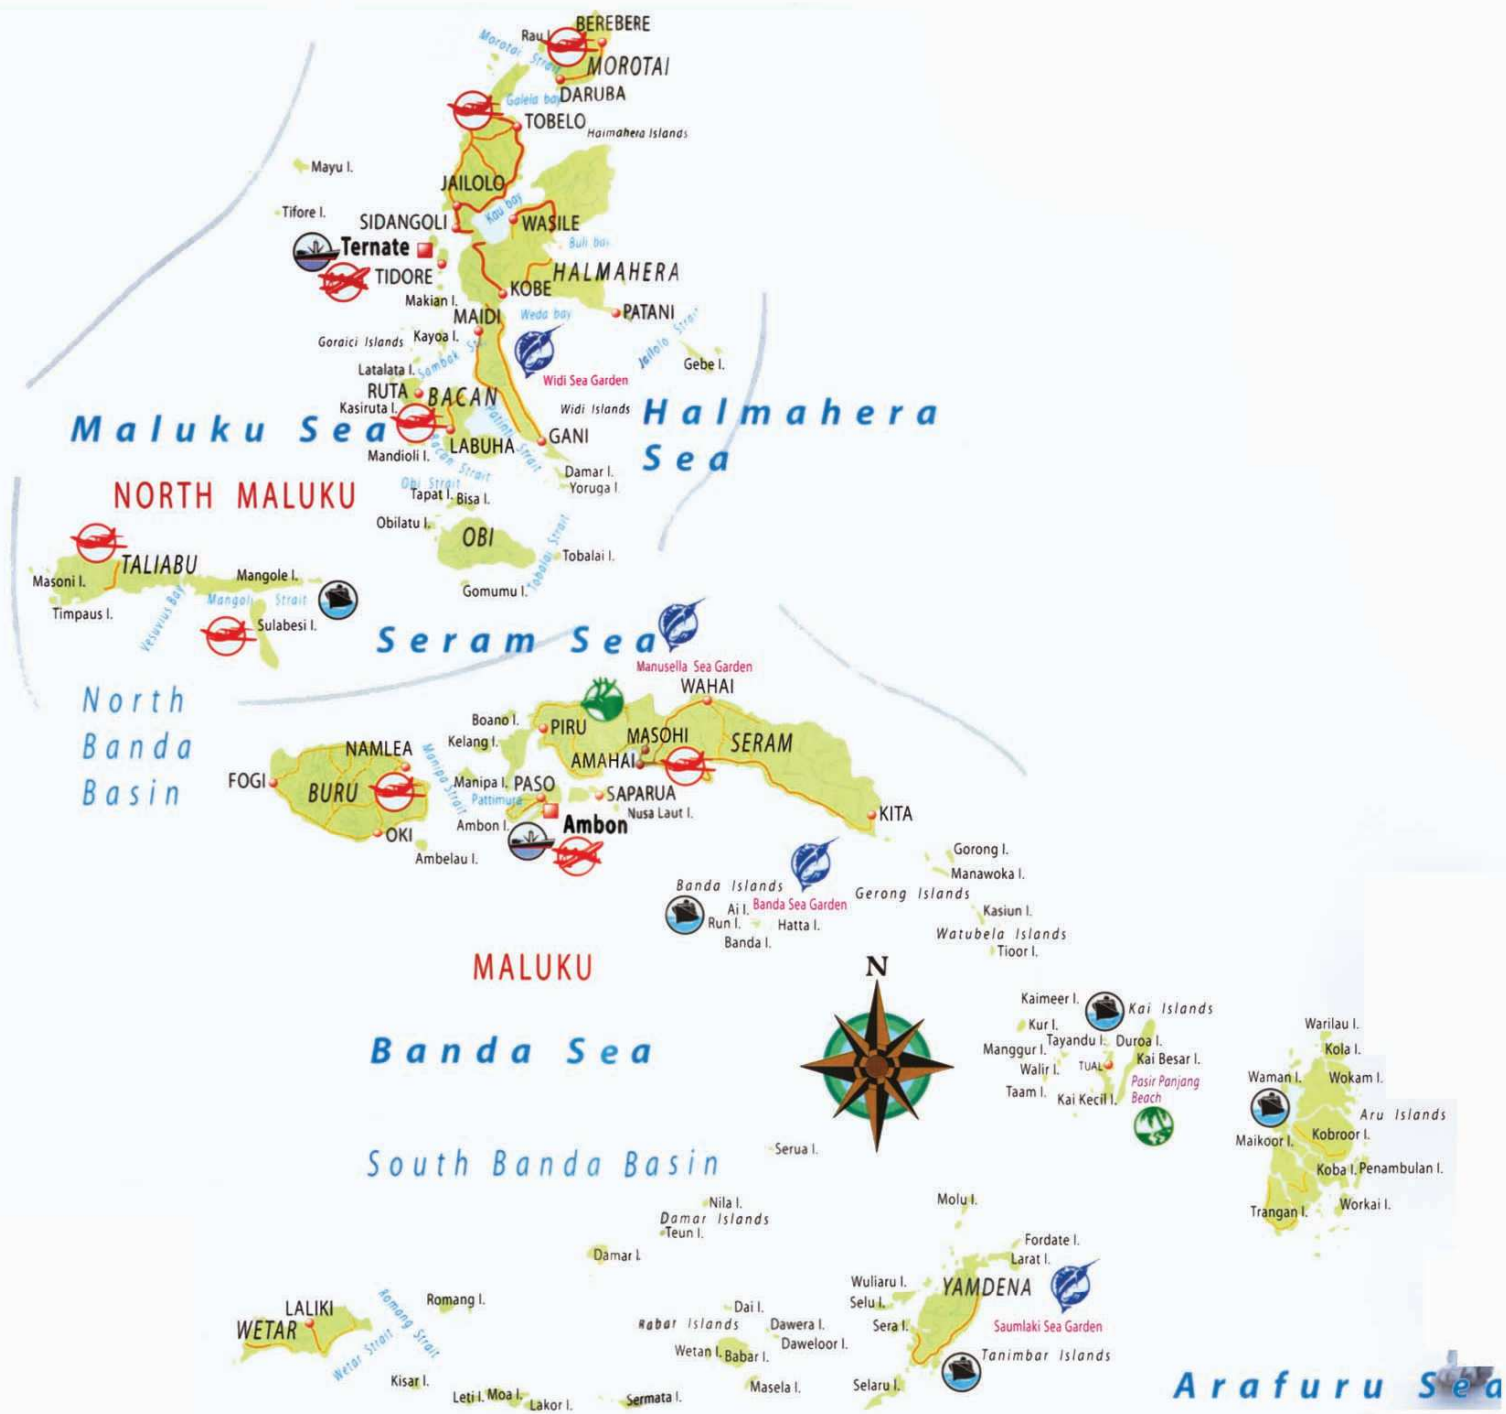 BEREBERE
Rau I.
Morotai Strait
MOROTAI
DARUBA
Galela bay
TOBELO
Haimahera Islands
Mayu I.
JAILOLO
Tifore I.
SIDANGOLI
Kau bay
WASILE
Ternate
Buli bay
TIDORE
HALMAHERA
Makian I.
KOBE
MAIDI
Weda bay
PATANI
Goraici Islands
Kayoa I.
Jailolo Strait
Gebe I.
Latalata I.
Sambak Str.
Widi Sea Garden
RUTA
BACAN
Kasiruta I.
Widi Islands
Halmahera
Sea
Maluku Sea
Patinti Strait
GANI
LABUHA
Mandioli I.
Bacan Strait
Damar I.
Yoruga I
Obi Strait
Tapat I.
Bisa I.
NORTH MALUKU
Obilatu I.
OBI
Tobalai Strait
Tobalai I.
TALIABU
Masoni I.
Mangole I.
Gomumu I.
Timpaus I.
Vesuvius Bay
Mangoli Strait
Sulabesi I.
Seram Sea
Manusella Sea Garden
WAHAI
North
Banda
Basin
Boano I.
PIRU
MASOHI
SERAM
Kelang I.
NAMLEA
AMAHAI
FOGI
BURU
Manipa Strait
Manipa I.
PASO
SAPARUA
Pattimura
Nusa Laut I.
KITA
Ambon I.
Ambon
OKI
Ambelau I.
Gorong I.
Manawoka I.
Banda Islands
Gerong Islands
Ai I.
Banda Sea Garden
Kasiun I.
Run I.
Hatta I.
Watubela Islands
Banda I.
Tioor I.
MALUKU
N
Kaimeer I.
Kai Islands
Kur I.
Warilau I.
Banda Sea
Manggur I.
Tayandu I.
Duroa I.
Kola I.
Walir I.
TUAL
Kai Besar I.
Waman I.
Wokam I.
Taam I.
Kai Kecil I.
Pasir Panjang
Beach
Aru Islands
Maikoor I.
Kobroor I.
South Banda Basin
Serua I.
Koba I.
Penambulan I.
Trangan I.
Workai I.
Nila I.
Molu I.
Damar Islands
Teun I.
Fordate I.
Damar I.
Larat I.
Wuliaru I.
YAMDENA
LALIKI
Romang I.
Selu I.
WETAR
Romang Strait
Dai I.
Rabar Islands
Dawera I.
Sera I.
Saumlaki Sea Garden
Wetar Strait
Wetan I.
Babar I.
Daweloor I.
Tanimbar Islands
Kisar I.
Masela I.
Selaru I.
Leti I.
Moa I.
Lakor I.
Sermata I.
Arafuru Sea